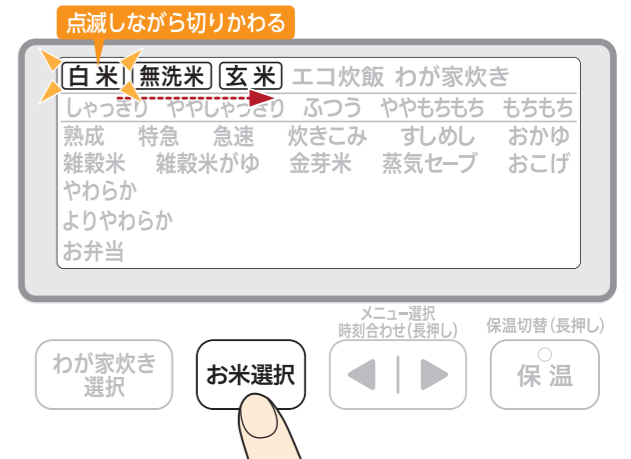 点滅しながら切りかわる
白米 無洗米 玄米 エコ炊飯 わが家炊き
しゃっきり ややしゃっきり ふつう ややもちもち もちもち
熟成 特急 急速 炊きこみ すしめし おかゆ
雑穀米 雑穀米がゆ 金芽米 蒸気セーブ おこげ
やわらか
よりやわらか
お弁当
メニュー選択
時刻合わせ(長押し)
保温切替(長押し)
わが家炊き
選択
お米選択
保温